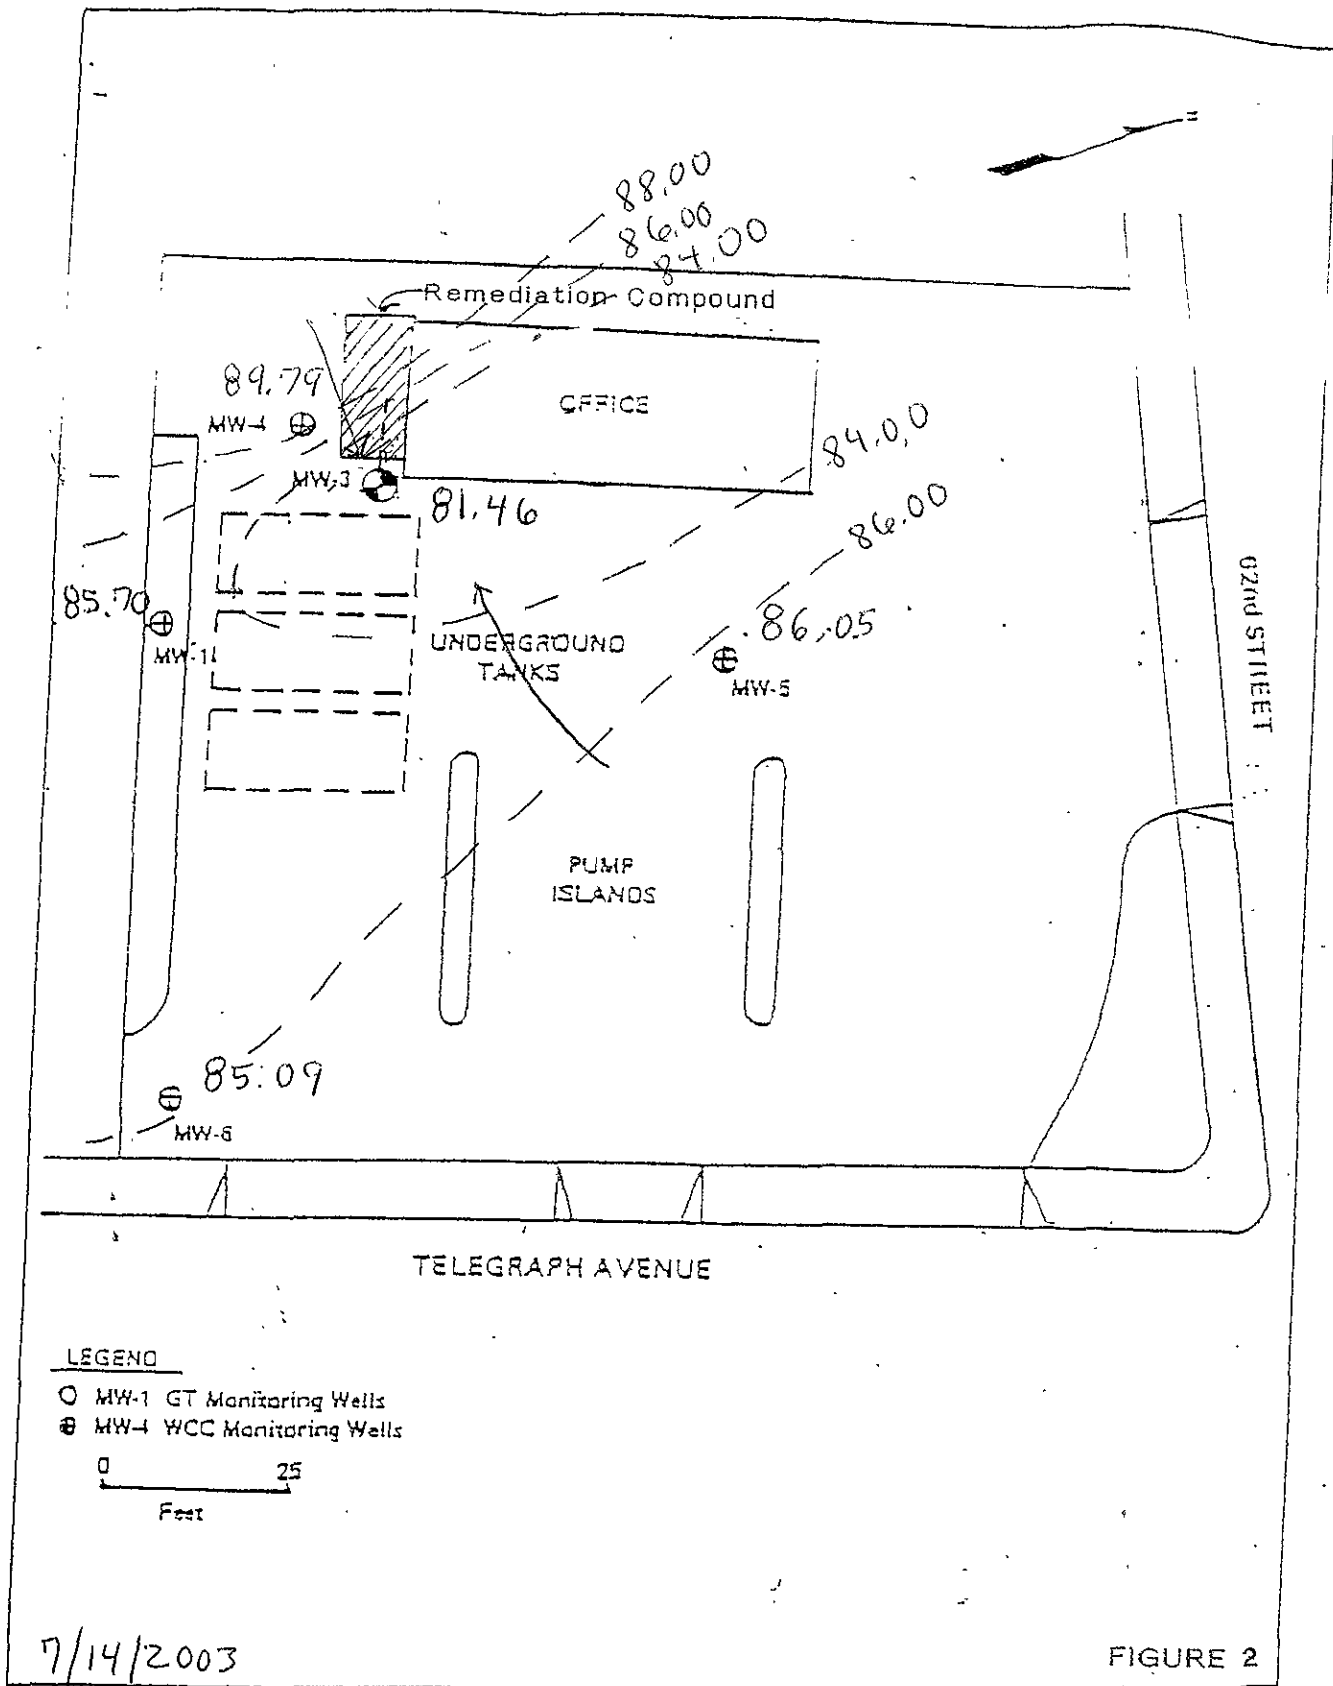 88.00
86.00
84.00
Remediation Compound
89.79
MW-4
OFFICE
84.0,0
MW-3
81.46
86.00
85.70
MW-1
UNDERGROUND
TANKS
86.05
MW-5
62nd STREET
PUMP
ISLANDS
85.09
MW-6
TELEGRAPH AVENUE
LEGEND
MW-1 GT Monitoring Wells
MW-4 WCC Monitoring Wells
0 25
Feet
7/14/2003
FIGURE 2